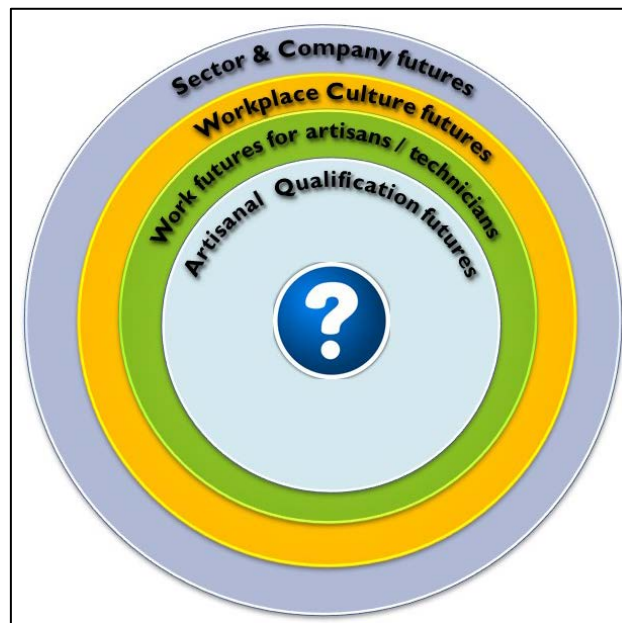 Sector & Company futures
Workplace Culture futures
Work futures for artisans / technicians
Artisanal Qualification futures
?